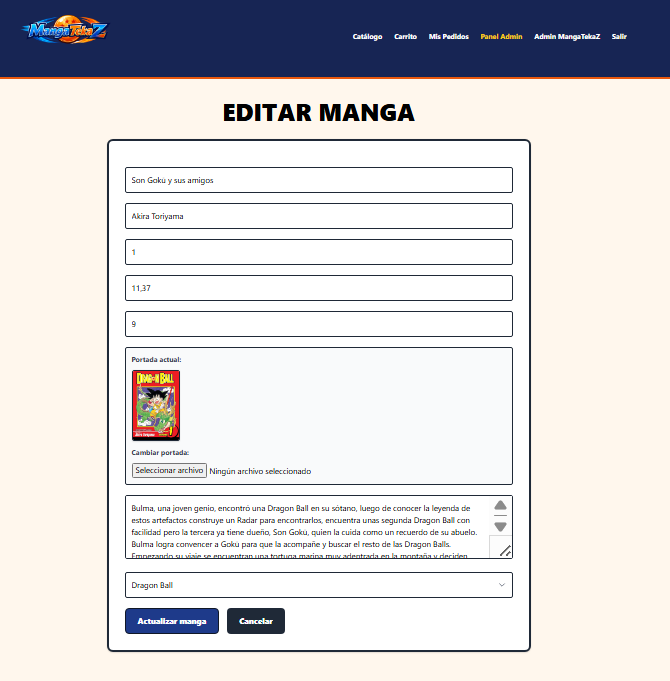 MangaTekaZ
Catálogo Carrito Mis Pedidos Panel Admin Admin MangaTekaZ Salir
EDITAR MANGA
Son Goku y sus amigos
Akira Toriyama
1
11,37
9
Portada actual:
DRAGON BALL
Cambiar portada:
Seleccionar archivo Ningún archivo seleccionado
Bulma, una joven genio, encontró una Dragon Ball en su sótano, luego de conocer la leyenda de
estos artefactos construye un Radar para encontrarlos, encuentra unas segunda Dragon Ball con
facilidad pero la tercera ya tiene dueño, Son Goku, quien la cuida como un recuerdo de su abuelo.
Bulma logra convencer a Goku para que la acompañe y buscar el resto de las Dragon Balls.
Empezando su viaje se encuentran una tortuga marina muy adentrada en la montaña y deciden
Dragon Ball
Actualizar manga Cancelar